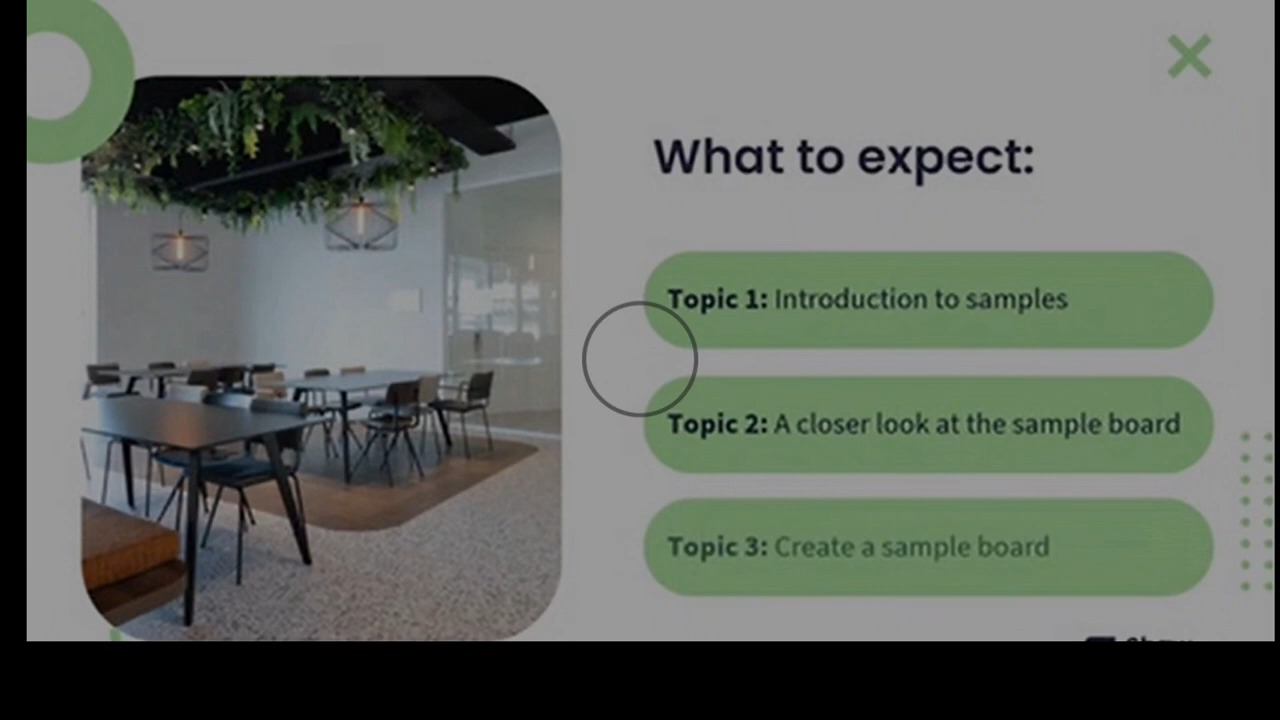 What to expect:
Topic 1: Introduction to samples
Topic 2: A closer look at the sample board
Topic 3: Create a sample board